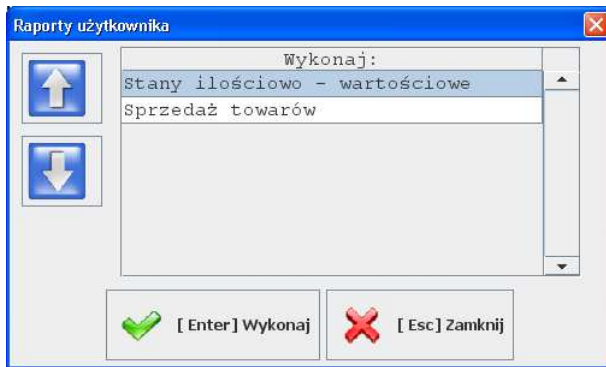 Raporty użytkownika
Wykonaj:
Stany ilościowo - wartościowe
Sprzedaż towarów
[ Enter] Wykonaj
[ Esc] Zamknij